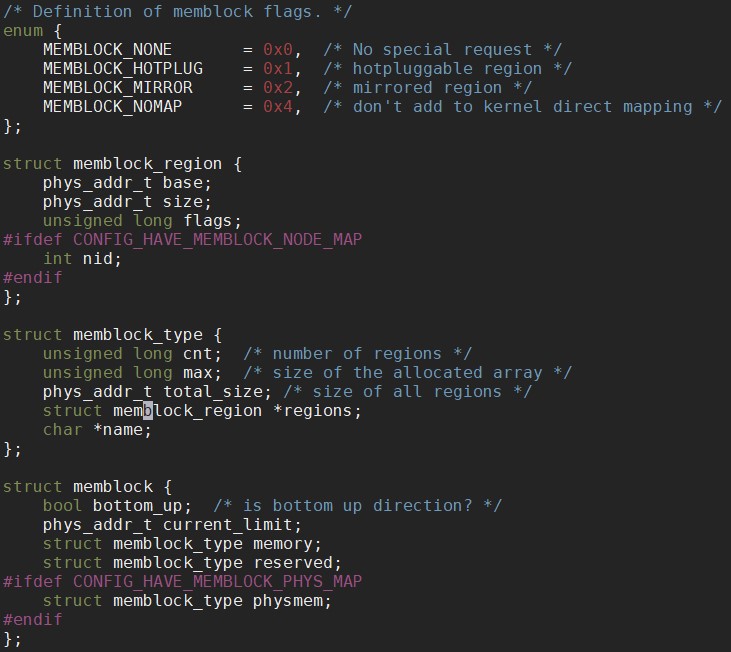 /* Definition of memblock flags. */
enum {
    MEMBLOCK_NONE       = 0x0,  /* No special request */
    MEMBLOCK_HOTPLUG    = 0x1,  /* hotpluggable region */
    MEMBLOCK_MIRROR     = 0x2,  /* mirrored region */
    MEMBLOCK_NOMAP      = 0x4,  /* don't add to kernel direct mapping */
};

struct memblock_region {
    phys_addr_t base;
    phys_addr_t size;
    unsigned long flags;
#ifdef CONFIG_HAVE_MEMBLOCK_NODE_MAP
    int nid;
#endif
};

struct memblock_type {
    unsigned long cnt;  /* number of regions */
    unsigned long max;  /* size of the allocated array */
    phys_addr_t total_size; /* size of all regions */
    struct memblock_region *regions;
    char *name;
};

struct memblock {
    bool bottom_up;  /* is bottom up direction? */
    phys_addr_t current_limit;
    struct memblock_type memory;
    struct memblock_type reserved;
#ifdef CONFIG_HAVE_MEMBLOCK_PHYS_MAP
    struct memblock_type physmem;
#endif
};